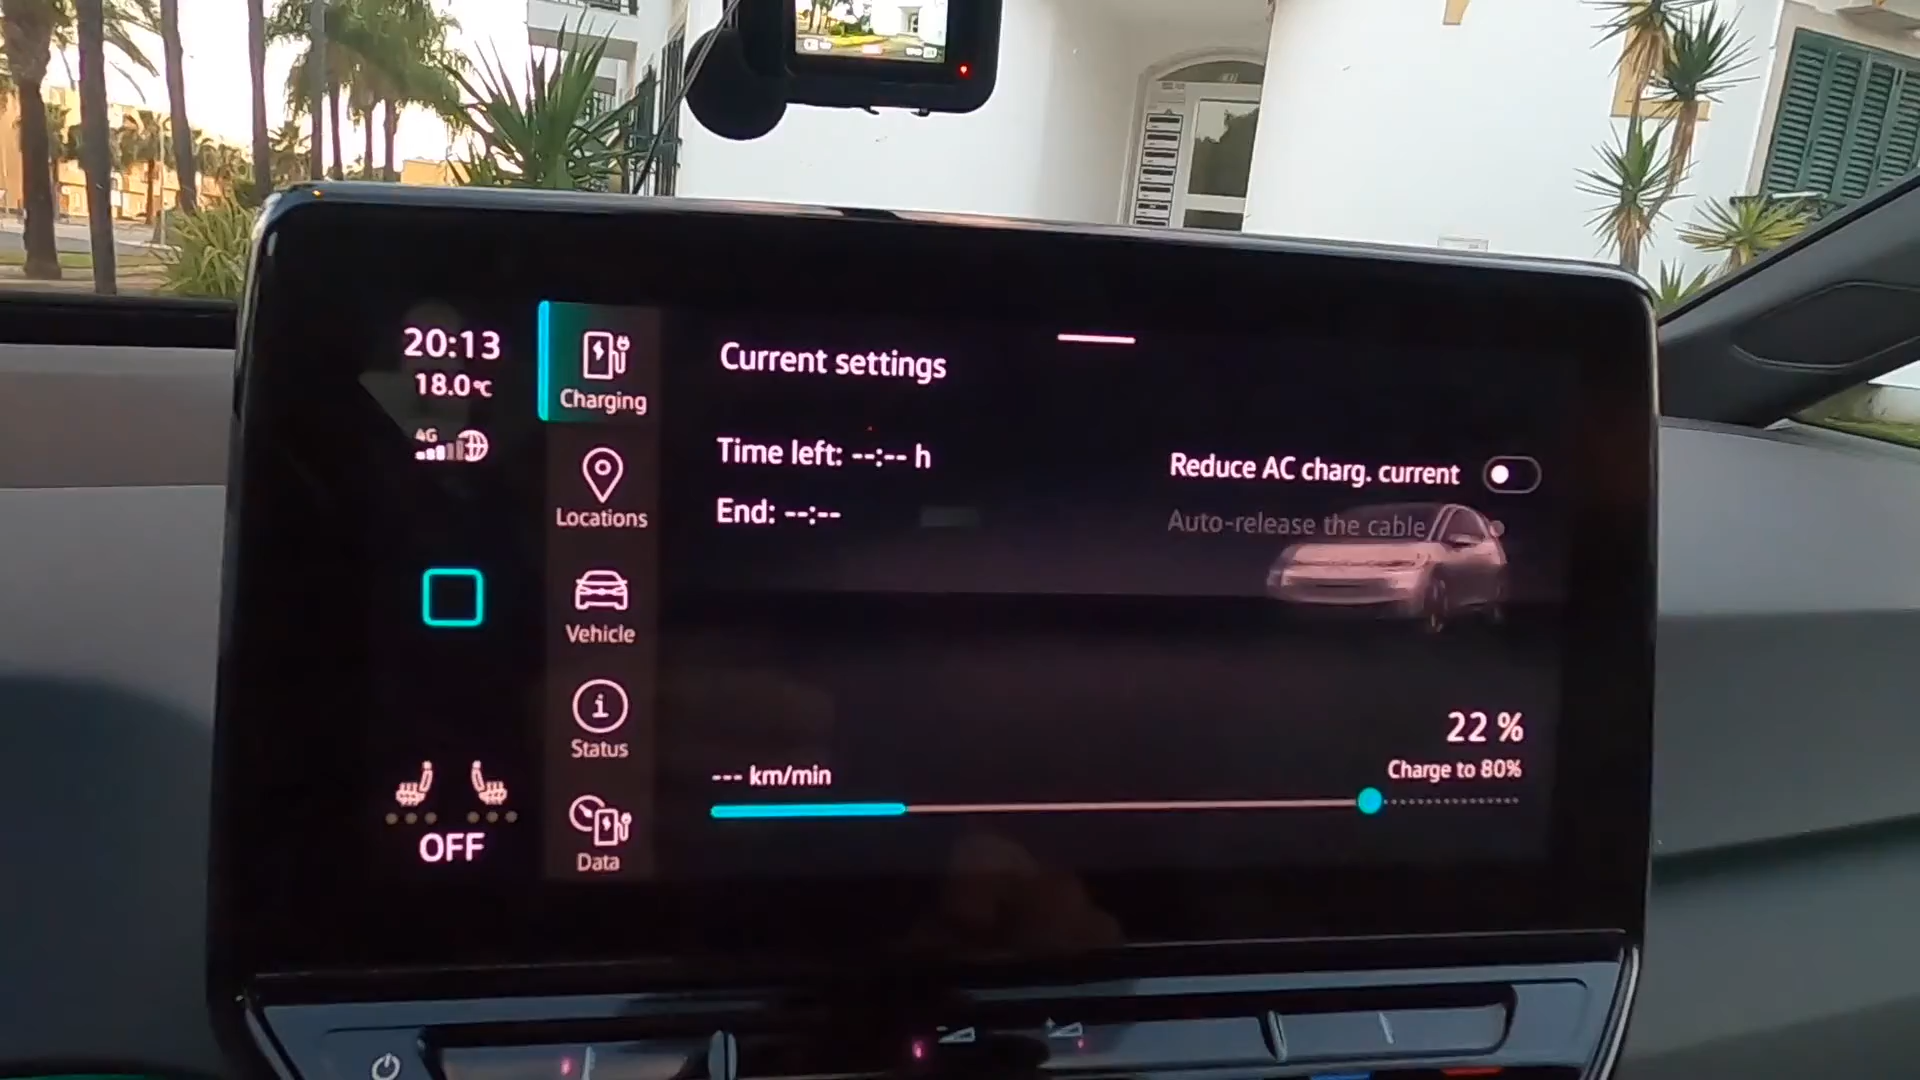 20:13
18.0°C
4G
OFF
Charging
Locations
Vehicle
Status
Data
Current settings
Time left: --:-- h
End: --:--
Reduce AC charg. current
Auto-release the cable
22 %
Charge to 80%
--- km/min